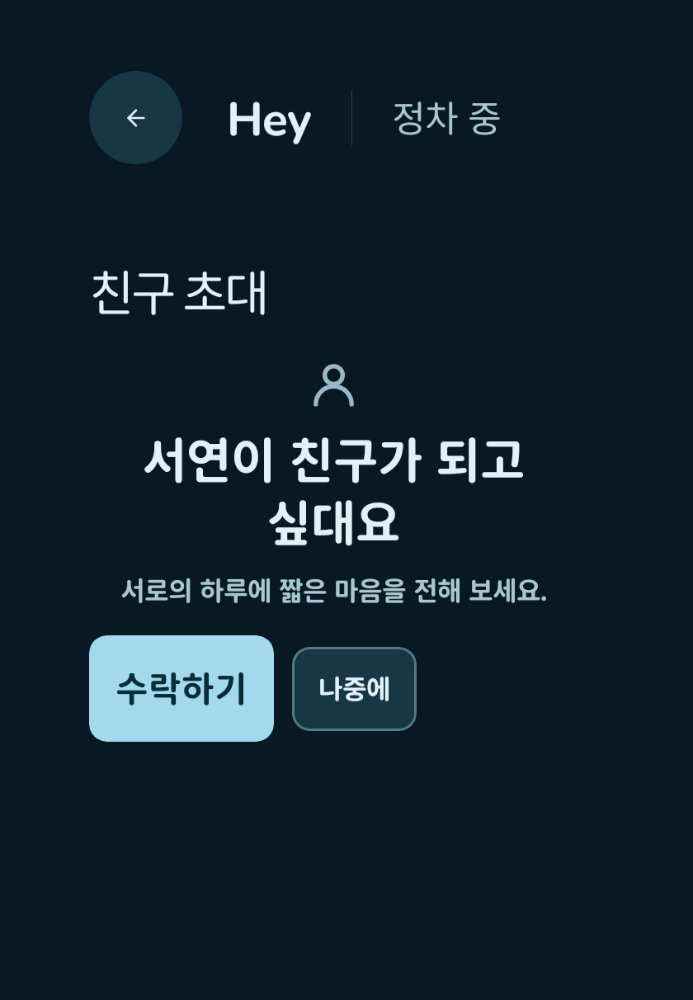 Hey 정차 중
친구 초대
서연이 친구가 되고
싶대요
서로의 하루에 짧은 마음을 전해 보세요.
수락하기 나중에